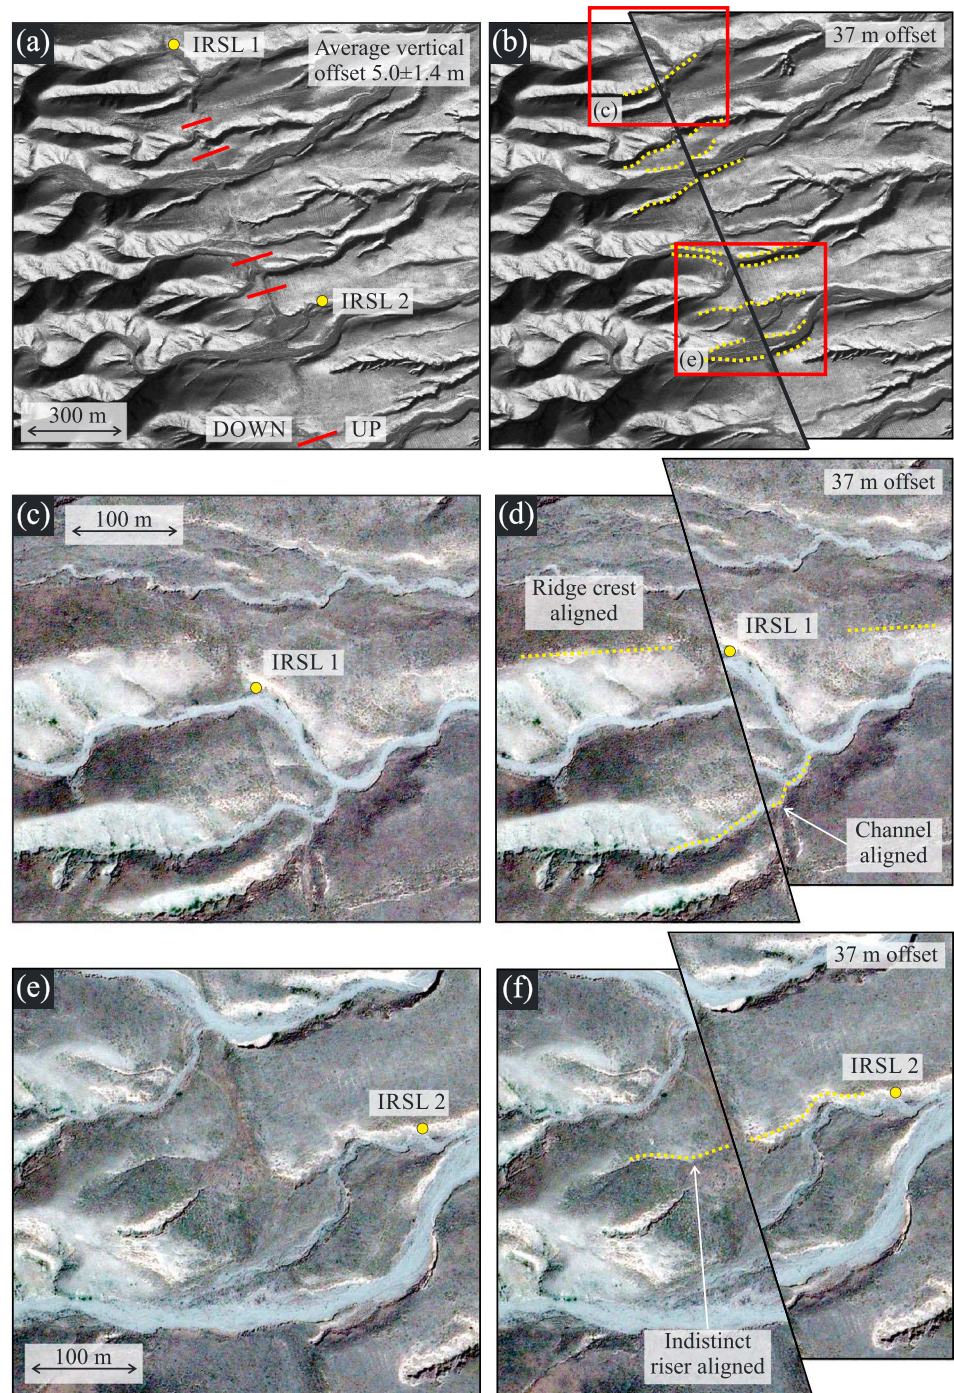 (a)
IRSL 1
Average vertical
offset 5.0±1.4 m
IRSL 2
300 m
DOWN
UP
(b)
37 m offset
(c)
(e)
(c)
100 m
IRSL 1
(d)
37 m offset
Ridge crest
aligned
IRSL 1
Channel
aligned
(e)
IRSL 2
100 m
(f)
37 m offset
IRSL 2
Indistinct
riser aligned